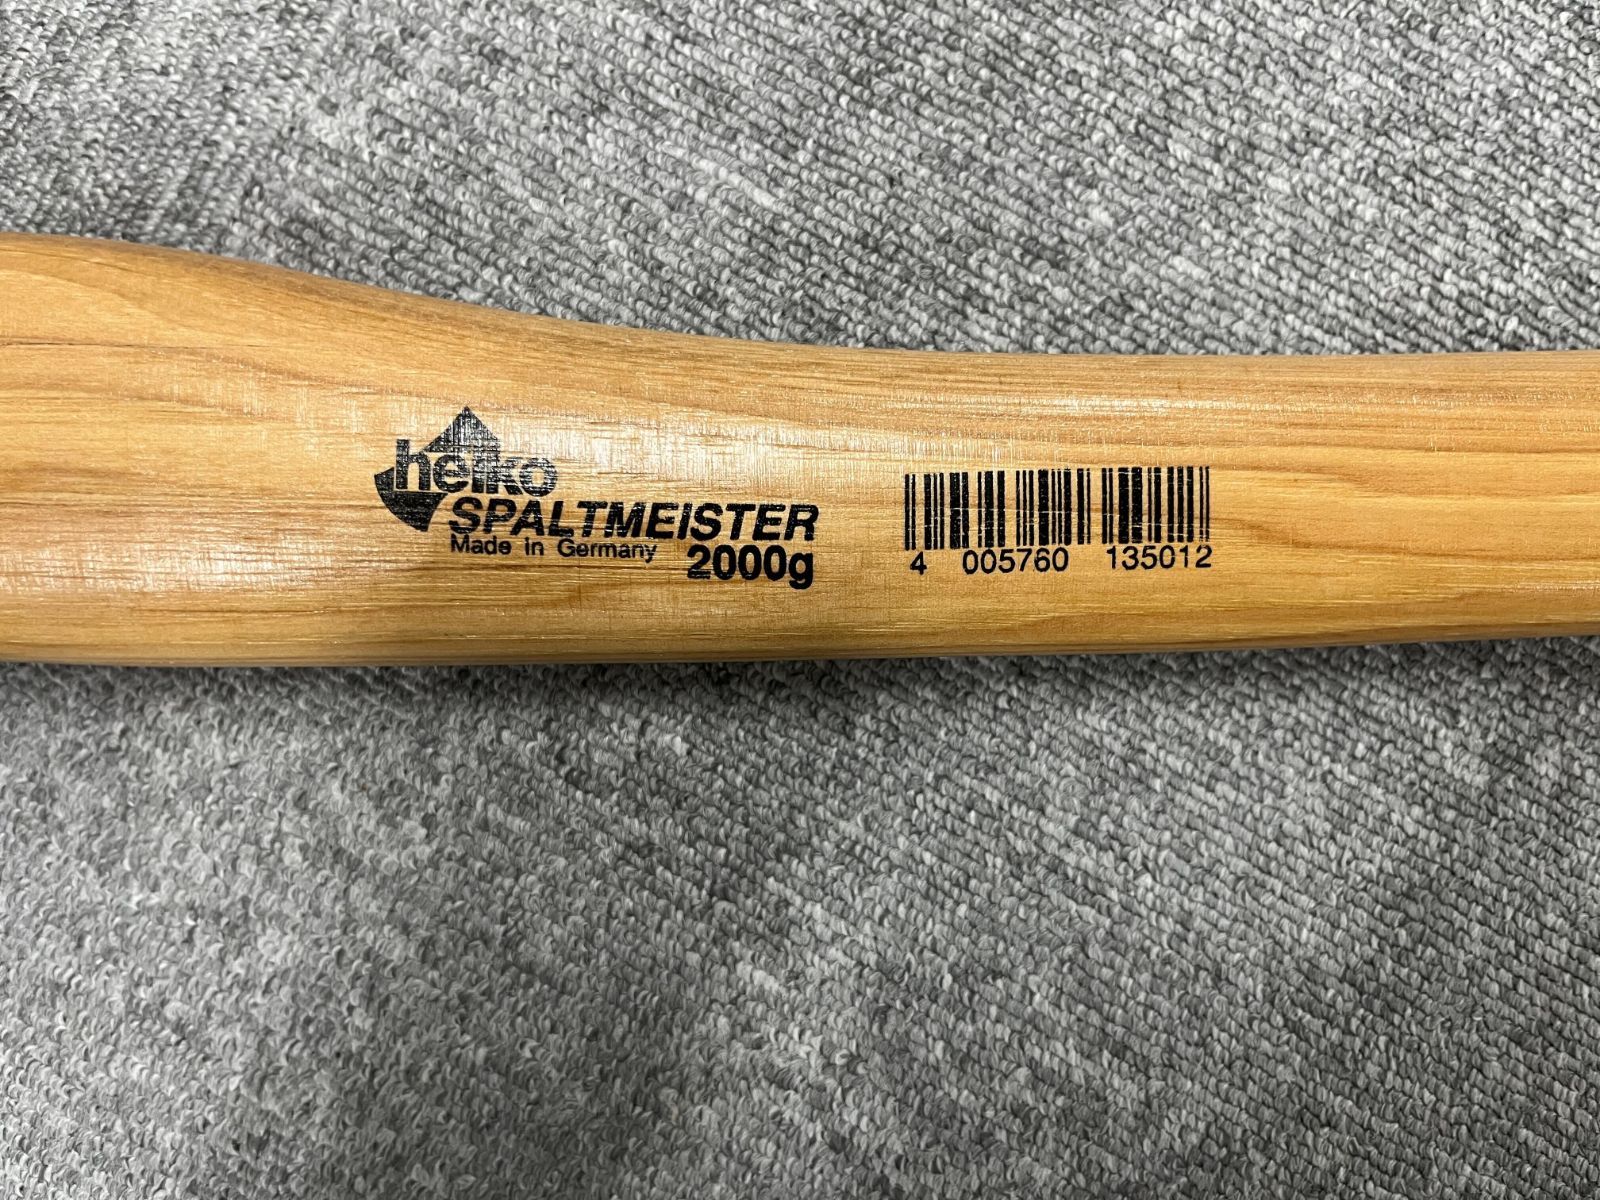 helko
SPALTMEISTER
Made in Germany 2000g
4 005760 135012